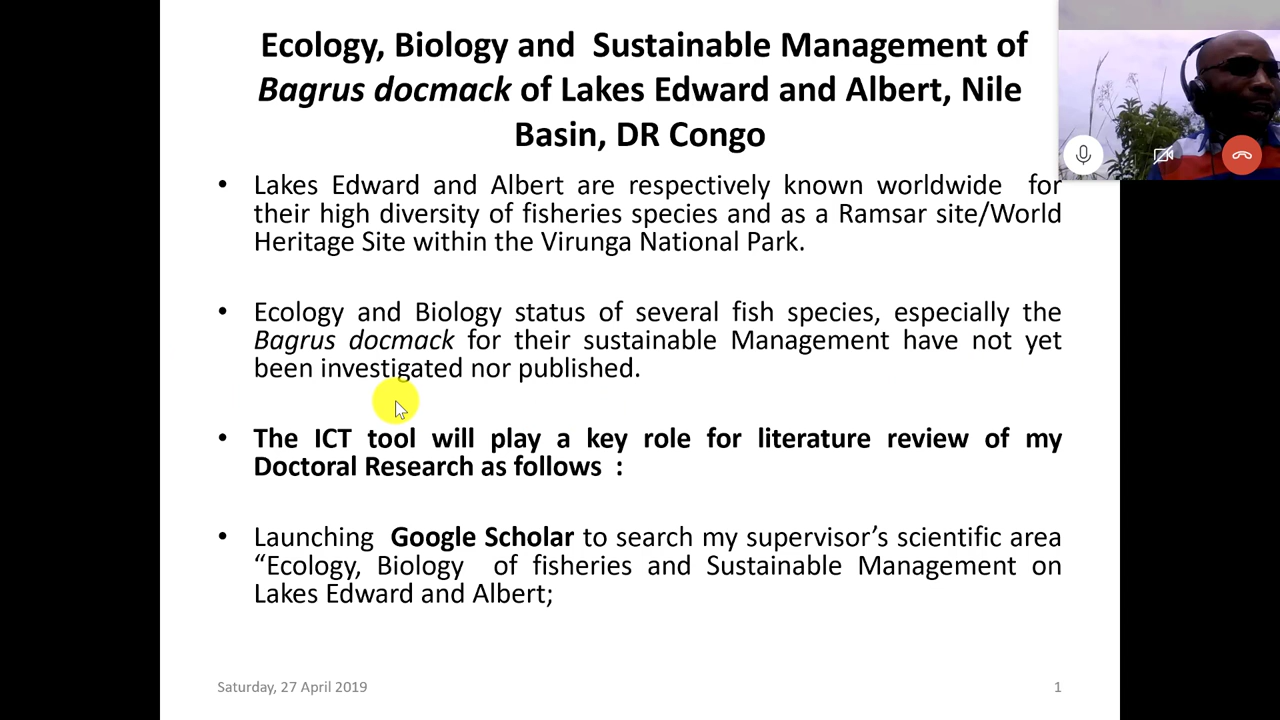 Ecology, Biology and Sustainable Management of
Bagrus docmack of Lakes Edward and Albert, Nile
Basin, DR Congo
• Lakes Edward and Albert are respectively known worldwide for
their high diversity of fisheries species and as a Ramsar site/World
Heritage Site within the Virunga National Park.
• Ecology and Biology status of several fish species, especially the
Bagrus docmack for their sustainable Management have not yet
been investigated nor published.
• The ICT tool will play a key role for literature review of my
Doctoral Research as follows :
• Launching Google Scholar to search my supervisor’s scientific area
“Ecology, Biology of fisheries and Sustainable Management on
Lakes Edward and Albert;
Saturday, 27 April 2019
1